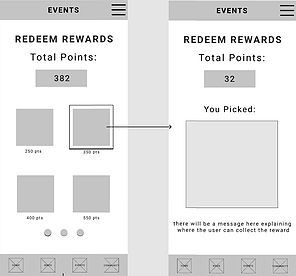 EVENTS
REDEEM REWARDS
Total Points:
382
250 pts
350 pts
400 pts
550 pts
EVENTS
REDEEM REWARDS
Total Points:
32
You Picked:
there will be a message here explaining
where the user can collect the reward